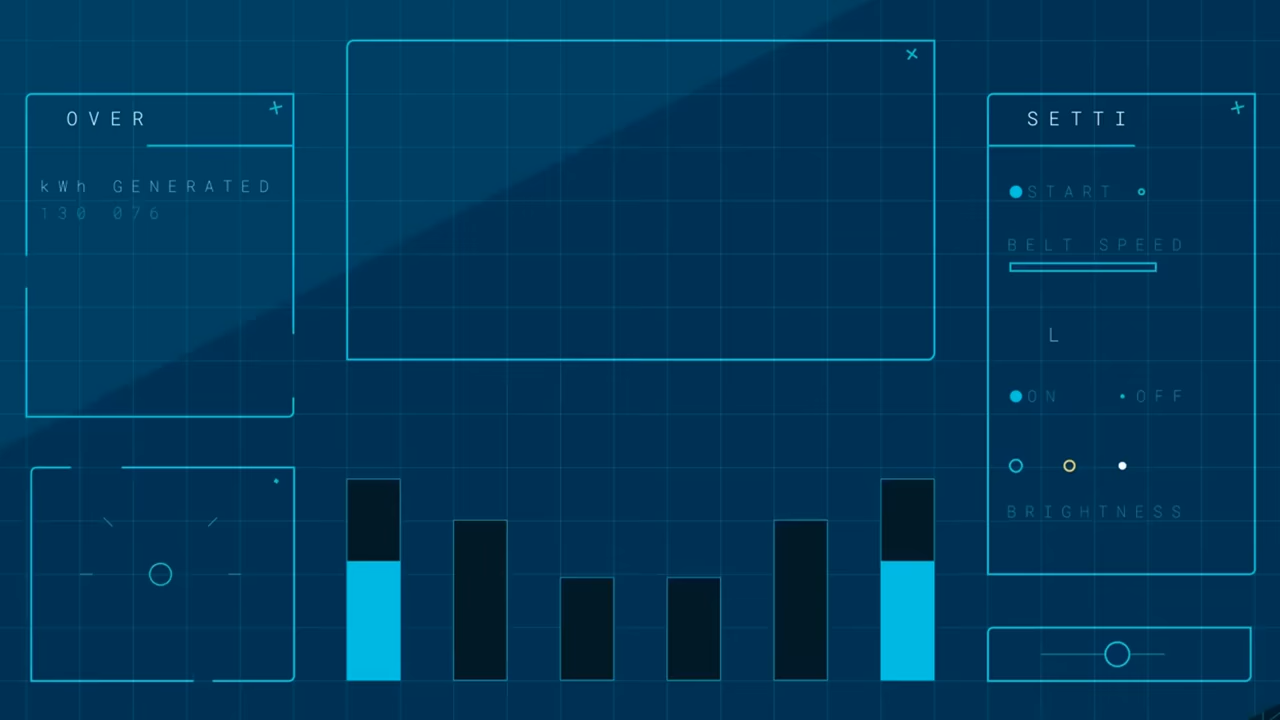 OVER
kWh GENERATED
130 076
SETTI
START
BELT SPEED
L
ON OFF
BRIGHTNESS